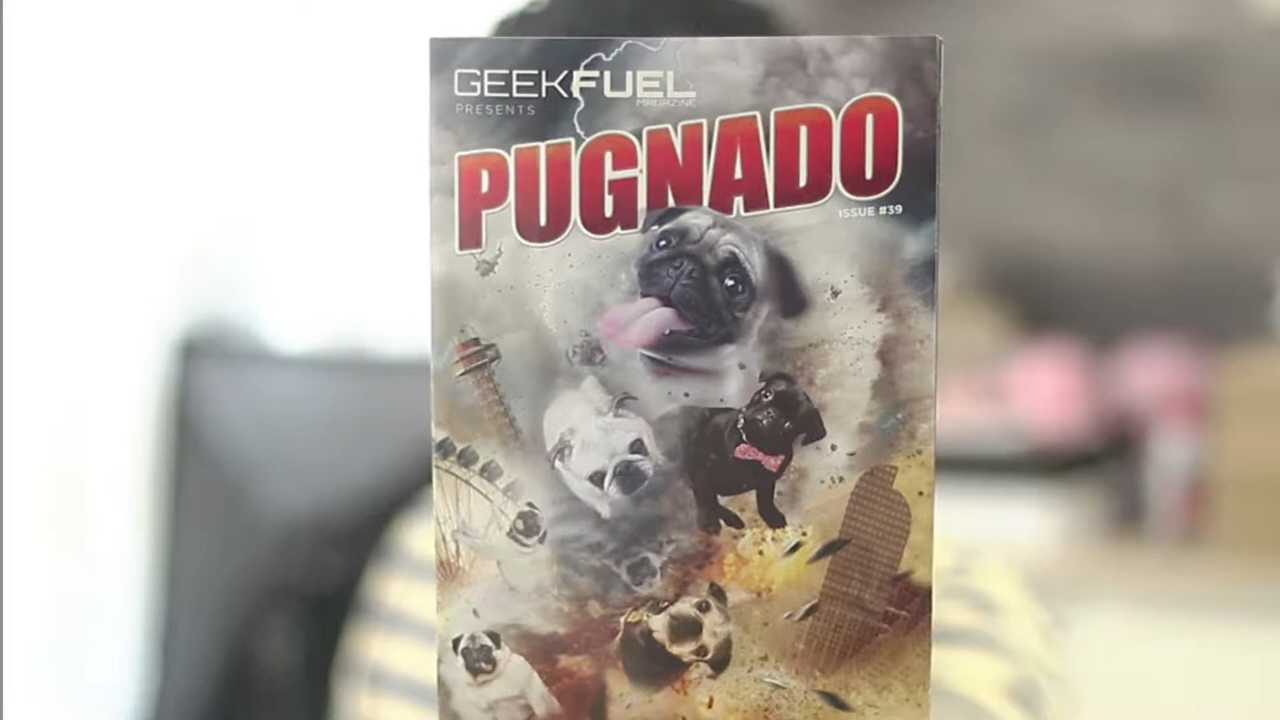 GEEKFUEL
MAGAZINE
PRESENTS
PUGNADO
ISSUE #39